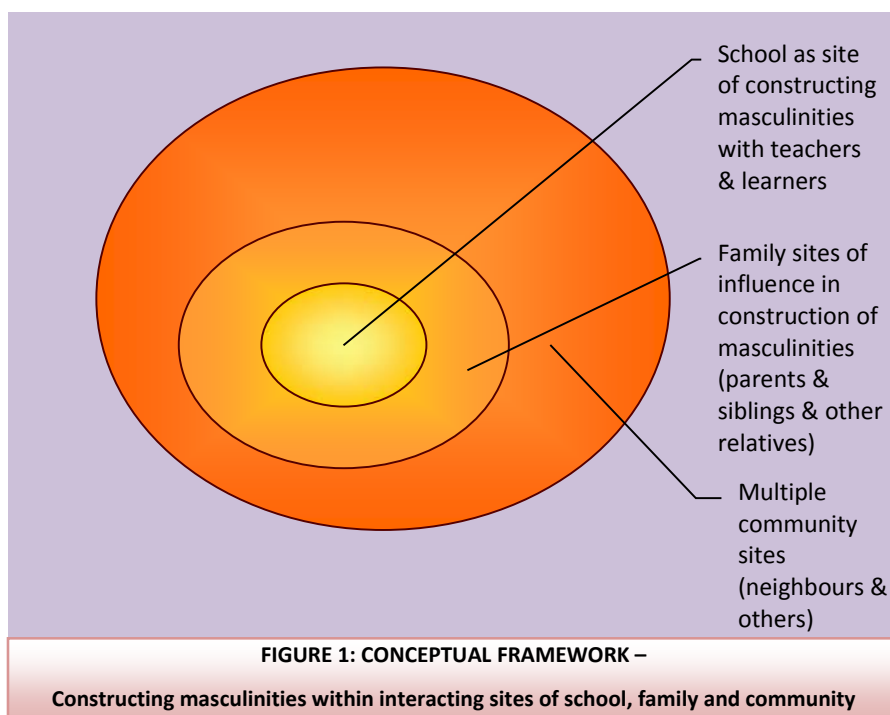 School as site
of constructing
masculinities
with teachers
& learners
Family sites of
influence in
construction of
masculinities
(parents &
siblings & other
relatives)
Multiple
community
sites
(neighbours &
others)
FIGURE 1: CONCEPTUAL FRAMEWORK –
Constructing masculinities within interacting sites of school, family and community